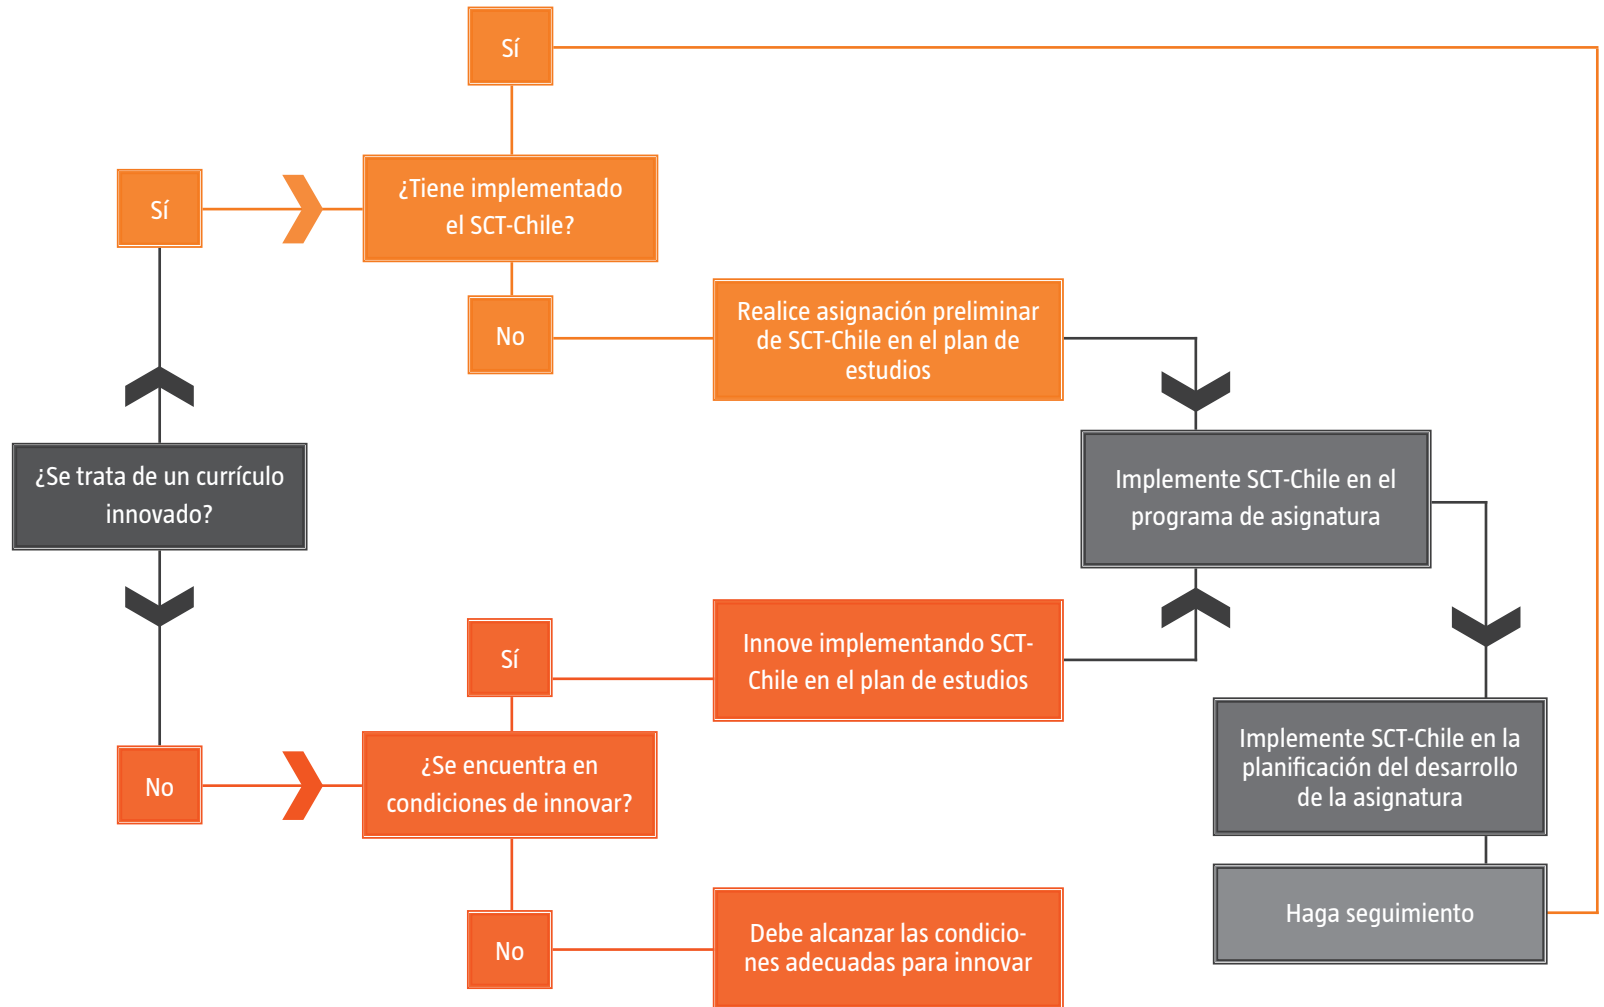 Sí
Sí
¿Tiene implementado
el SCT-Chile?
No
Realice asignación preliminar
de SCT-Chile en el plan de
estudios
¿Se trata de un currículo
innovado?
Implemente SCT-Chile en el
programa de asignatura
Sí
Innove implementando SCT-
Chile en el plan de estudios
No
¿Se encuentra en
condiciones de innovar?
Implemente SCT-Chile en la
planificación del desarrollo
de la asignatura
No
Debe alcanzar las condicio-
nes adecuadas para innovar
Haga seguimiento